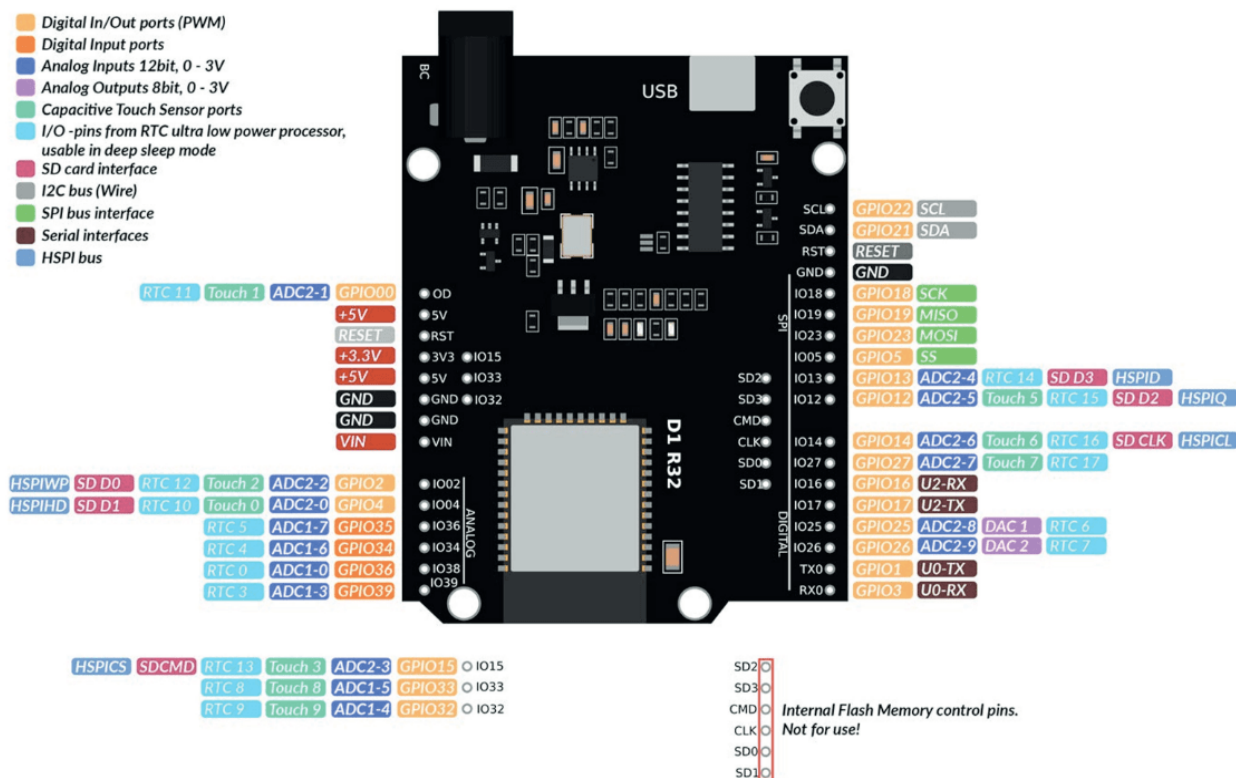 Digital In/Out ports (PWM)
Digital Input ports
Analog Inputs 12bit, 0 - 3V
Analog Outputs 8bit, 0 - 3V
Capacitive Touch Sensor ports
I/O -pins from RTC ultra low power processor,
usable in deep sleep mode
SD card interface
I2C bus (Wire)
SPI bus interface
Serial interfaces
HSPI bus
BC
USB
SCL GPIO22 SCL
SDA GPIO21 SDA
RST RESET
GND GND
RTC 11 Touch 1 ADC2-1 GPIO00 OD
+5V 5V
RESET RST
+3.3V 3V3 IO15
+5V 5V IO33
GND GND IO32
GND GND
VIN VIN
SPI
IO18 GPIO18 SCK
IO19 GPIO19 MISO
IO23 GPIO23 MOSI
IO05 GPIO5 SS
SD2 IO13 GPIO13 ADC2-4 RTC 14 SD D3 HSPID
SD3 IO12 GPIO12 ADC2-5 Touch 5 RTC 15 SD D2 HSPIQ
CMD
CLK IO14 GPIO14 ADC2-6 Touch 6 RTC 16 SD CLK HSPICL
SD0 IO27 GPIO27 ADC2-7 Touch 7 RTC 17
SD1 IO16 GPIO16 U2-RX
IO17 GPIO17 U2-TX
IO25 GPIO25 ADC2-8 DAC 1 RTC 6
IO26 GPIO26 ADC2-9 DAC 2 RTC 7
TX0 GPIO1 U0-TX
RX0 GPIO3 U0-RX
DIGITAL
D1 R32
HSPIWP SD D0 RTC 12 Touch 2 ADC2-2 GPIO2 IO02
HSPIHD SD D1 RTC 10 Touch 0 ADC2-0 GPIO4 IO04
RTC 5 ADC1-7 GPIO35 IO36
RTC 4 ADC1-6 GPIO34 IO34
RTC 0 ADC1-0 GPIO36 IO38
RTC 3 ADC1-3 GPIO39 IO39
ANALOG
HSPICS SDCMD RTC 13 Touch 3 ADC2-3 GPIO15 IO15
RTC 8 Touch 8 ADC1-5 GPIO33 IO33
RTC 9 Touch 9 ADC1-4 GPIO32 IO32
SD2
SD3
CMD
CLK
SD0
SD1
Internal Flash Memory control pins.
Not for use!